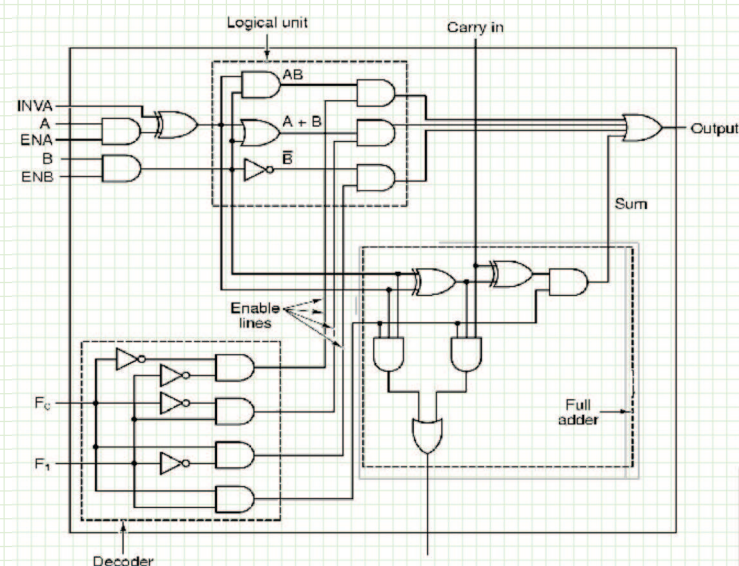 Logical unit
Carry in
INVA
A
ENA
B
ENB
AB
A + B
B̅
Output
Sum
Enable
lines
F₀
F₁
Full
adder
Decoder